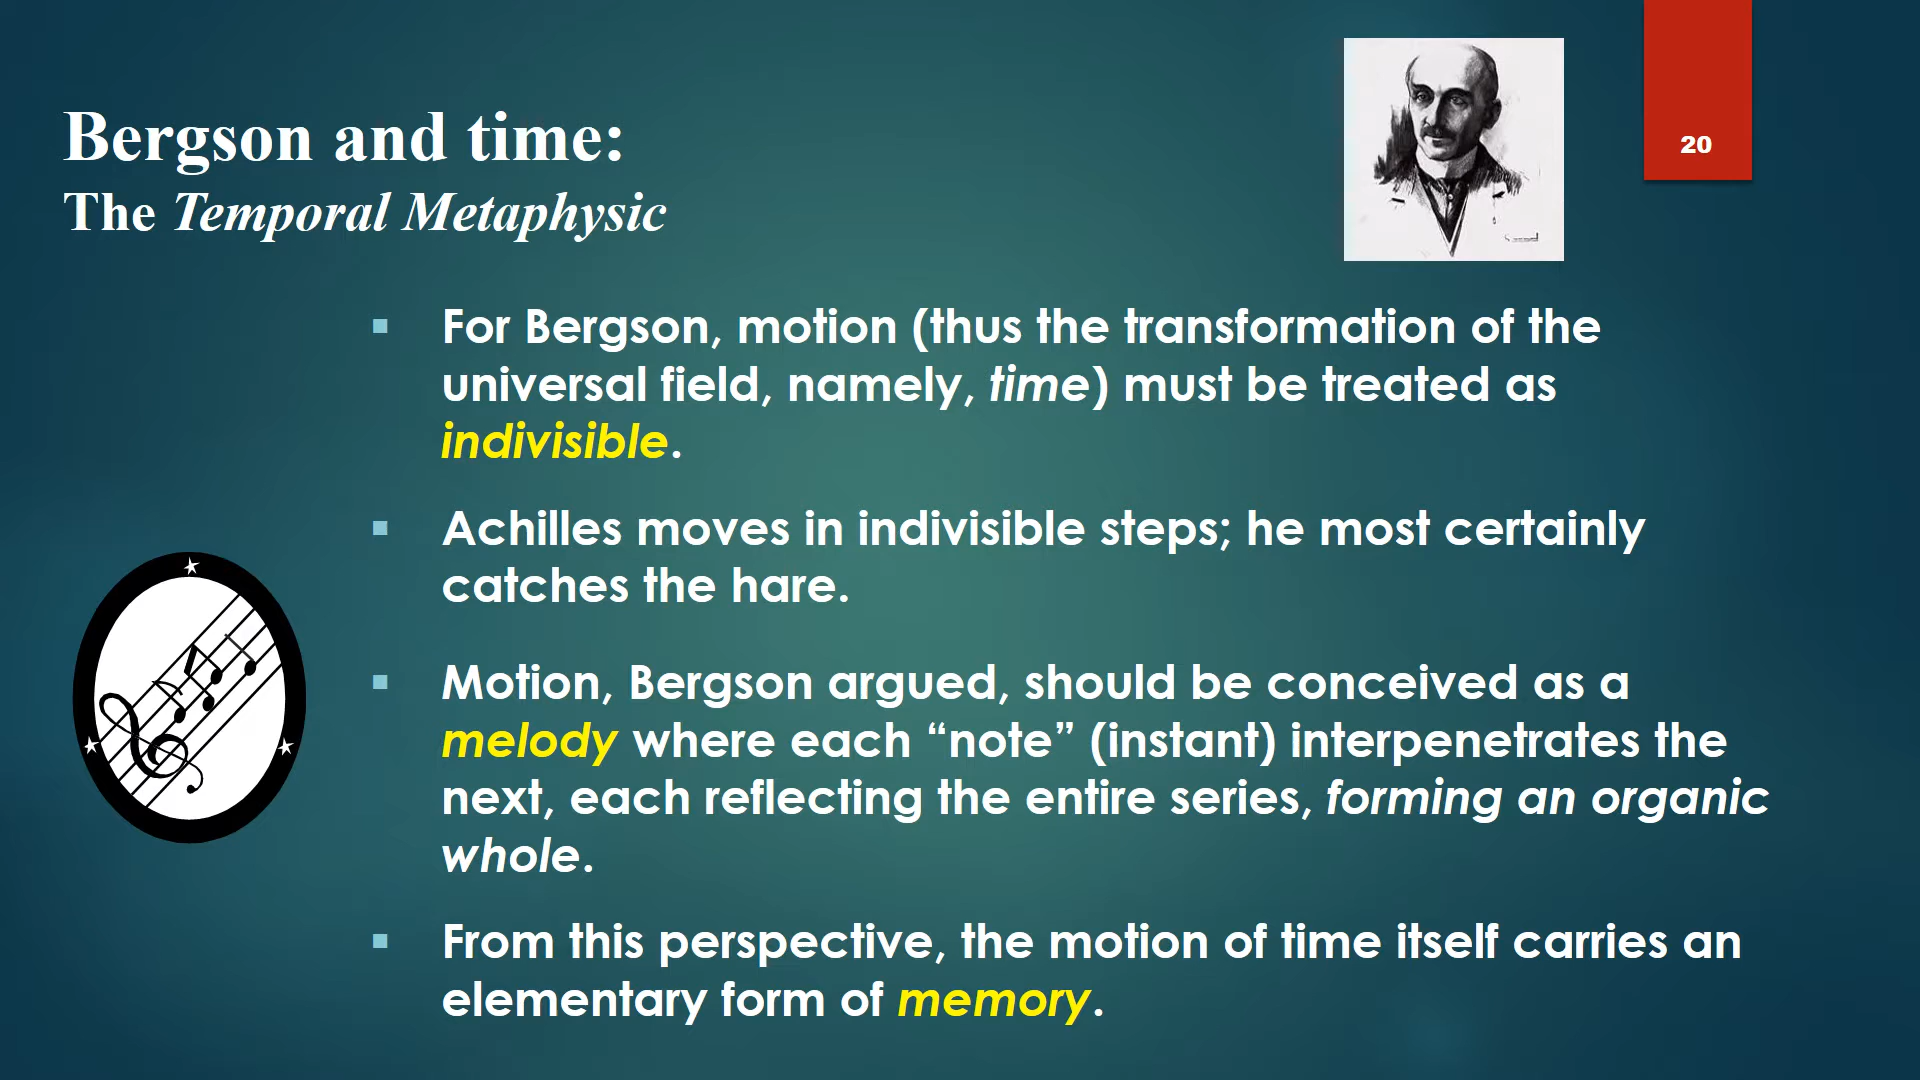 20
Bergson and time:
The Temporal Metaphysic
▪ For Bergson, motion (thus the transformation of the
universal field, namely, time) must be treated as
indivisible.
▪ Achilles moves in indivisible steps; he most certainly
catches the hare.
▪ Motion, Bergson argued, should be conceived as a
melody where each “note” (instant) interpenetrates the
next, each reflecting the entire series, forming an organic
whole.
▪ From this perspective, the motion of time itself carries an
elementary form of memory.